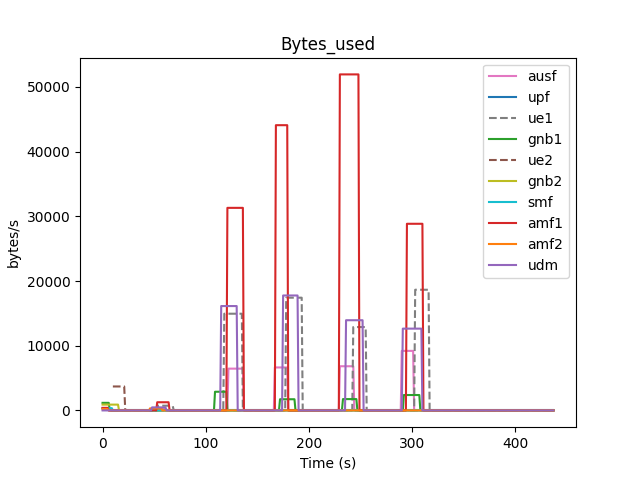 Bytes_used
bytes/s
50000
40000
30000
20000
10000
0
0 100 200 300 400
Time (s)
ausf
upf
ue1
gnb1
ue2
gnb2
smf
amf1
amf2
udm